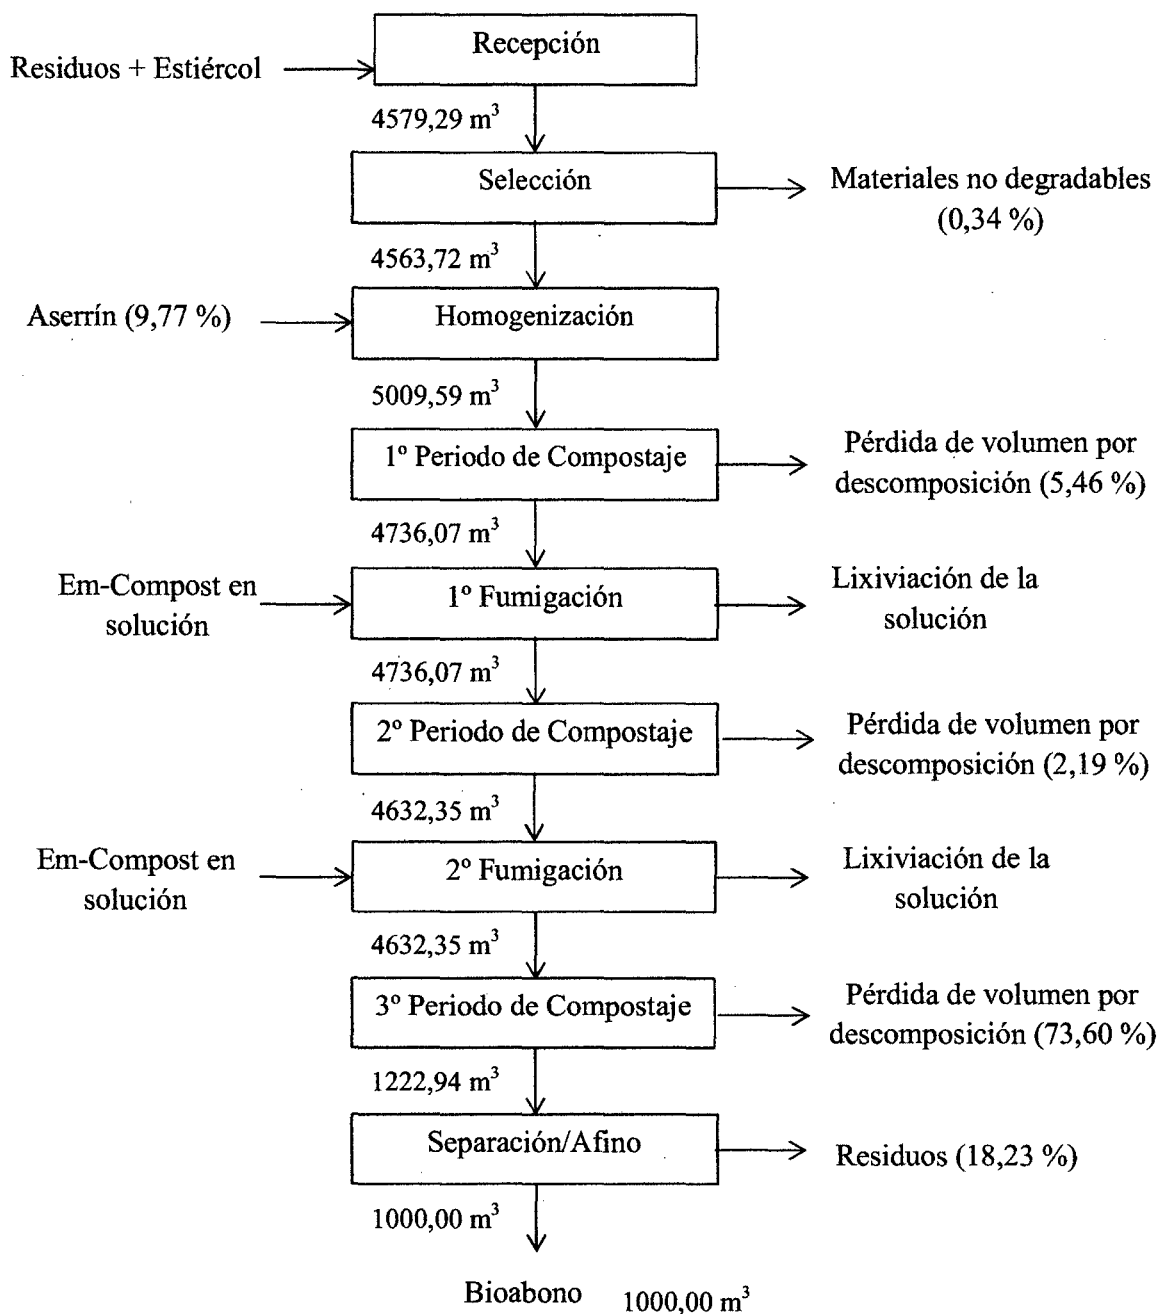 Recepción
Residuos + Estiércol
4579,29 m³
Selección
Materiales no degradables
(0,34 %)
4563,72 m³
Aserrín (9,77 %)
Homogenización
5009,59 m³
1º Periodo de Compostaje
Pérdida de volumen por
descomposición (5,46 %)
4736,07 m³
Em-Compost en
solución
1º Fumigación
Lixiviación de la
solución
4736,07 m³
2º Periodo de Compostaje
Pérdida de volumen por
descomposición (2,19 %)
4632,35 m³
Em-Compost en
solución
2º Fumigación
Lixiviación de la
solución
4632,35 m³
3º Periodo de Compostaje
Pérdida de volumen por
descomposición (73,60 %)
1222,94 m³
Separación/Afino
Residuos (18,23 %)
1000,00 m³
Bioabono 1000,00 m³